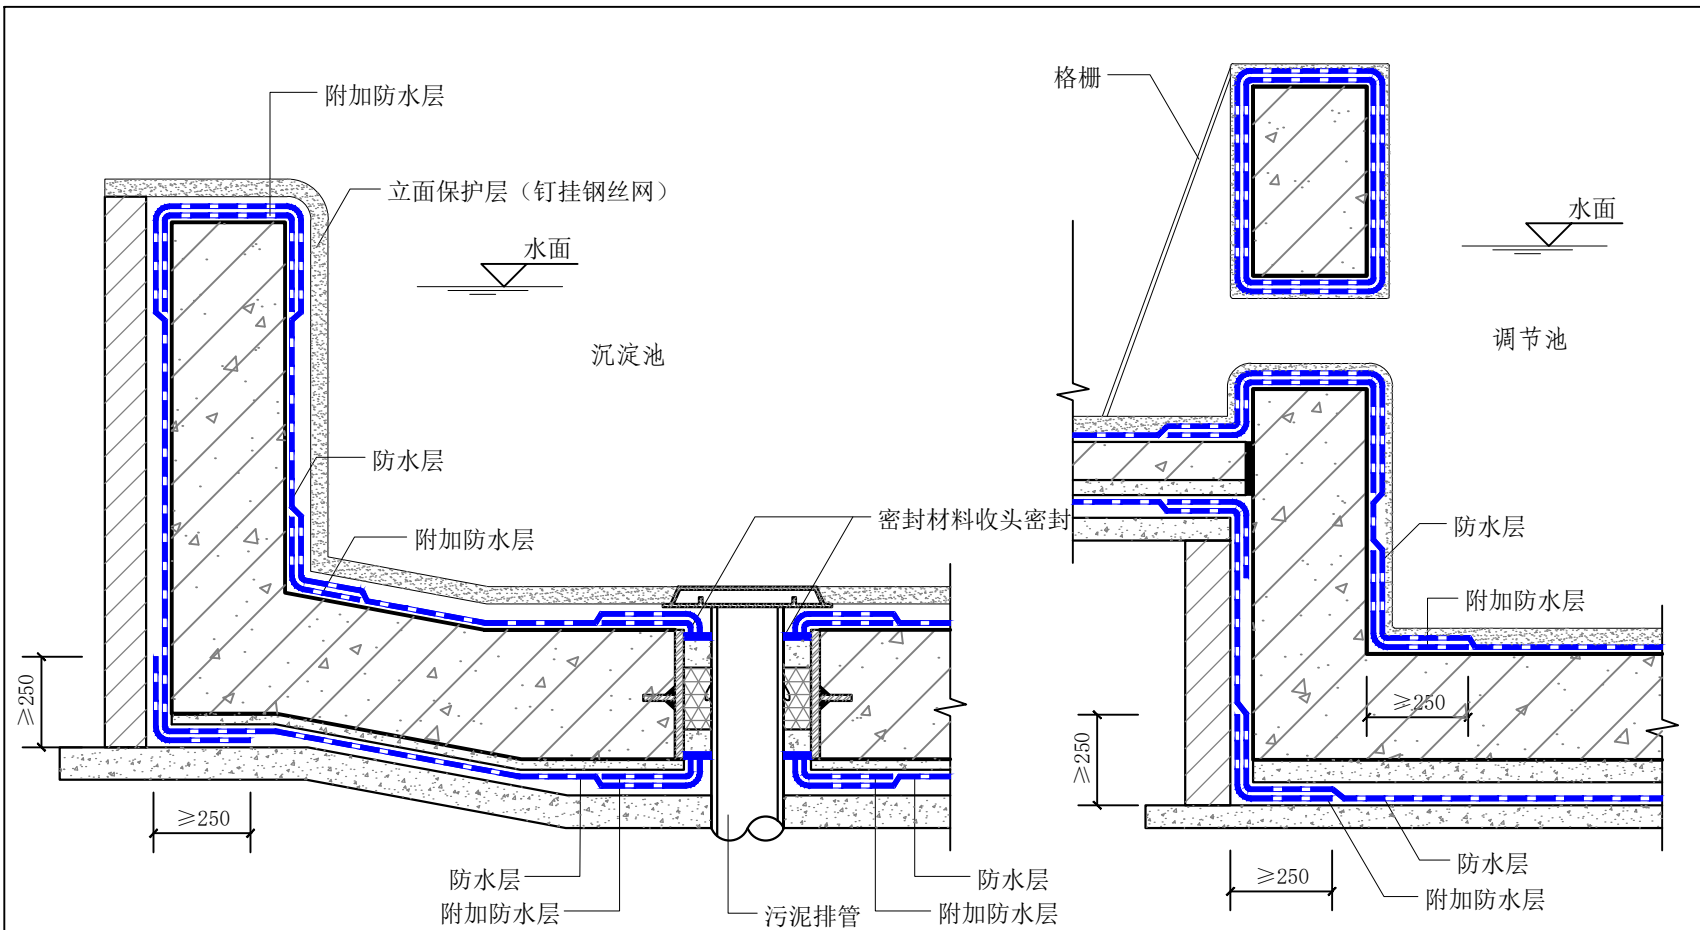 附加防水层
立面保护层（钉挂钢丝网）
水面
沉淀池
防水层
附加防水层
密封材料收头密封
≥250
≥250
防水层
附加防水层
污泥排管
防水层
附加防水层
格栅
水面
调节池
防水层
附加防水层
≥250
≥250
≥250
防水层
附加防水层